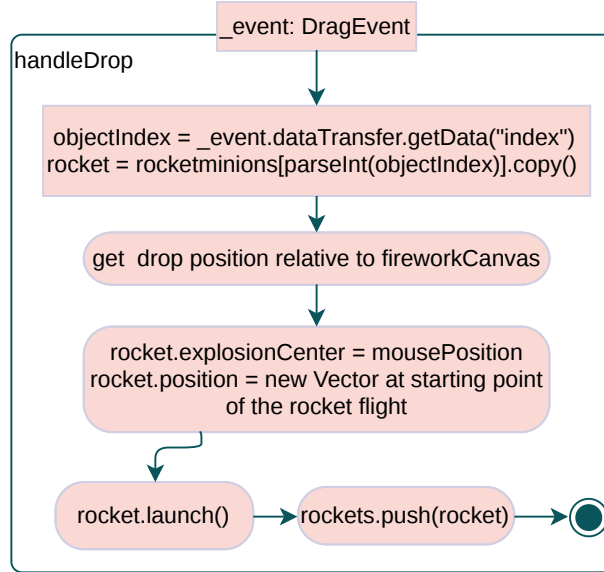 _event: DragEvent
handleDrop
objectIndex = _event.dataTransfer.getData("index")
rocket = rocketminions[parseInt(objectIndex)].copy()
get  drop position relative to fireworkCanvas
rocket.explosionCenter = mousePosition
rocket.position = new Vector at starting point
of the rocket flight
rocket.launch()
rockets.push(rocket)